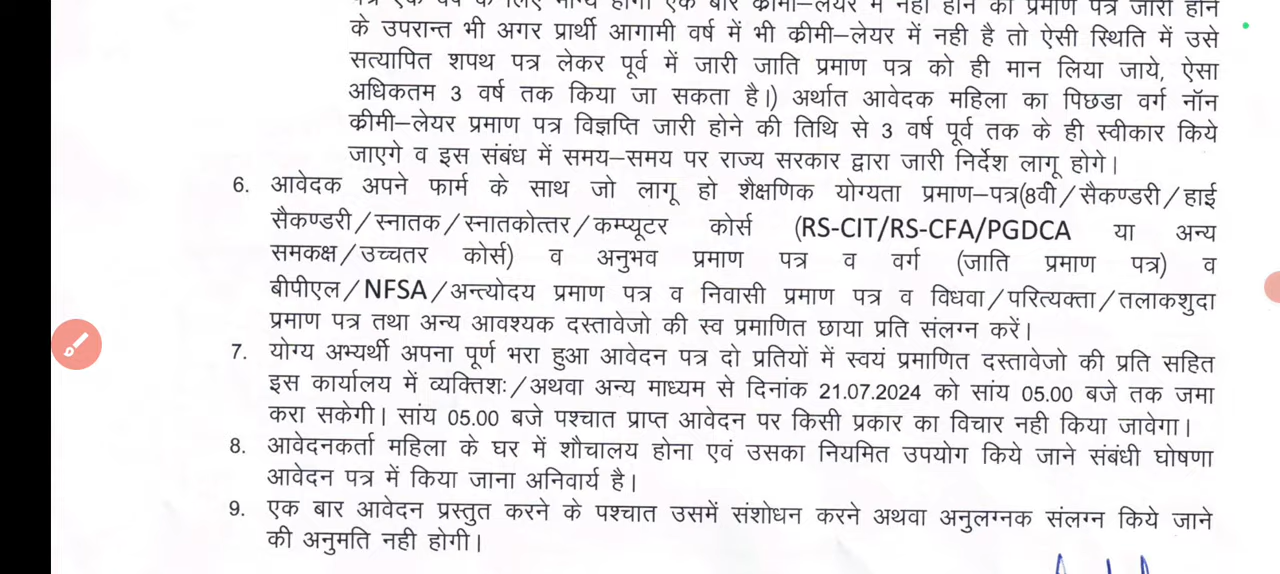 पत्र एक वर्ष के लिए मान्य होगा एक बार क्रीमी–लेयर में नही होने का प्रमाण पत्र जारी होने
के उपरान्त भी अगर प्रार्थी आगामी वर्ष में भी क्रीमी–लेयर में नही है तो ऐसी स्थिति में उसे
सत्यापित शपथ पत्र लेकर पूर्व में जारी जाति प्रमाण पत्र को ही मान लिया जाये, ऐसा
अधिकतम 3 वर्ष तक किया जा सकता है।) अर्थात आवेदक महिला का पिछडा वर्ग नॉन
क्रीमी–लेयर प्रमाण पत्र विज्ञप्ति जारी होने की तिथि से 3 वर्ष पूर्व तक के ही स्वीकार किये
जाएगे व इस संबंध में समय–समय पर राज्य सरकार द्वारा जारी निर्देश लागू होगे।
6. आवेदक अपने फार्म के साथ जो लागू हो शैक्षणिक योग्यता प्रमाण–पत्र(8वी/सैकण्डरी/हाई
सैकण्डरी/स्नातक/स्नातकोत्तर/कम्प्यूटर कोर्स (RS-CIT/RS-CFA/PGDCA या अन्य
समकक्ष/उच्चतर कोर्स) व अनुभव प्रमाण पत्र व वर्ग (जाति प्रमाण पत्र) व
बीपीएल/NFSA/अन्त्योदय प्रमाण पत्र व निवासी प्रमाण पत्र व विधवा/परित्यक्ता/तलाकशुदा
प्रमाण पत्र तथा अन्य आवश्यक दस्तावेजो की स्व प्रमाणित छाया प्रति संलग्न करें।
7. योग्य अभ्यर्थी अपना पूर्ण भरा हुआ आवेदन पत्र दो प्रतियों में स्वयं प्रमाणित दस्तावेजो की प्रति सहित
इस कार्यालय में व्यक्तिशः/अथवा अन्य माध्यम से दिनांक 21.07.2024 को सांय 05.00 बजे तक जमा
करा सकेगी। सांय 05.00 बजे पश्चात प्राप्त आवेदन पर किसी प्रकार का विचार नही किया जावेगा।
8. आवेदनकर्ता महिला के घर में शौचालय होना एवं उसका नियमित उपयोग किये जाने संबंधी घोषणा
आवेदन पत्र में किया जाना अनिवार्य है।
9. एक बार आवेदन प्रस्तुत करने के पश्चात उसमें संशोधन करने अथवा अनुलग्नक संलग्न किये जाने
की अनुमति नही होगी।